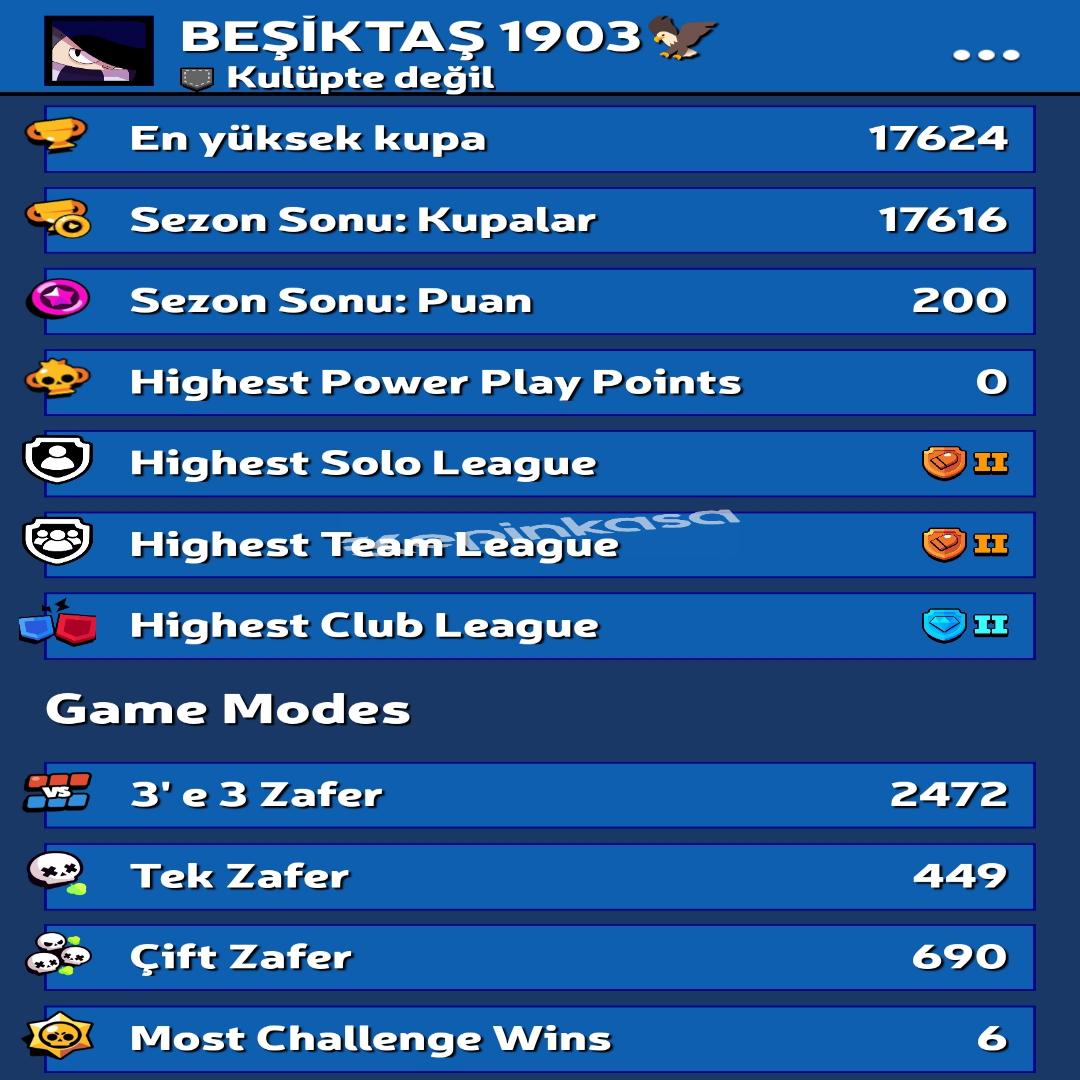 BEŞİKTAŞ 1903
Kulüpte değil
En yüksek kupa 17624
Sezon Sonu: Kupalar 17616
Sezon Sonu: Puan 200
Highest Power Play Points 0
Highest Solo League II
Highest Team League II
Highest Club League II
Game Modes
VS 3' e 3 Zafer 2472
Tek Zafer 449
Çift Zafer 690
Most Challenge Wins 6